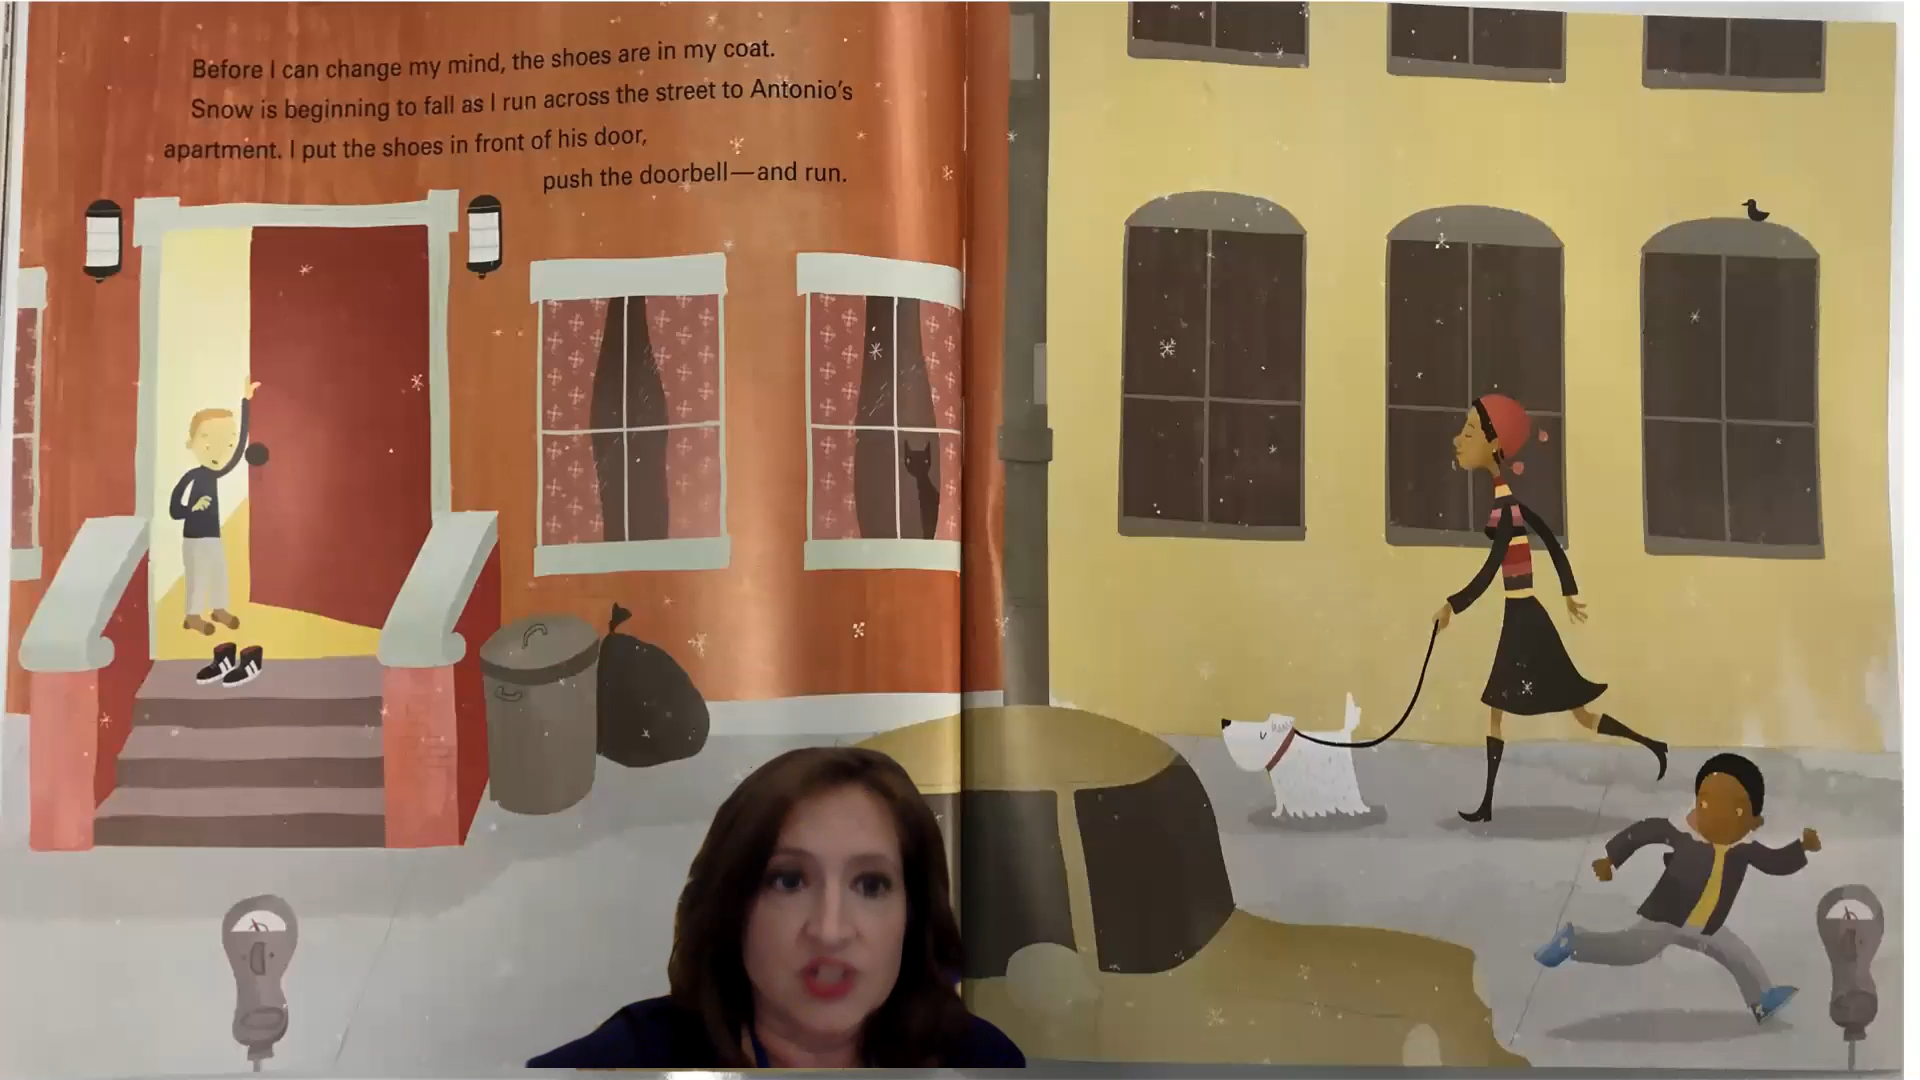 Before I can change my mind, the shoes are in my coat.
Snow is beginning to fall as I run across the street to Antonio’s
apartment. I put the shoes in front of his door,
push the doorbell—and run.